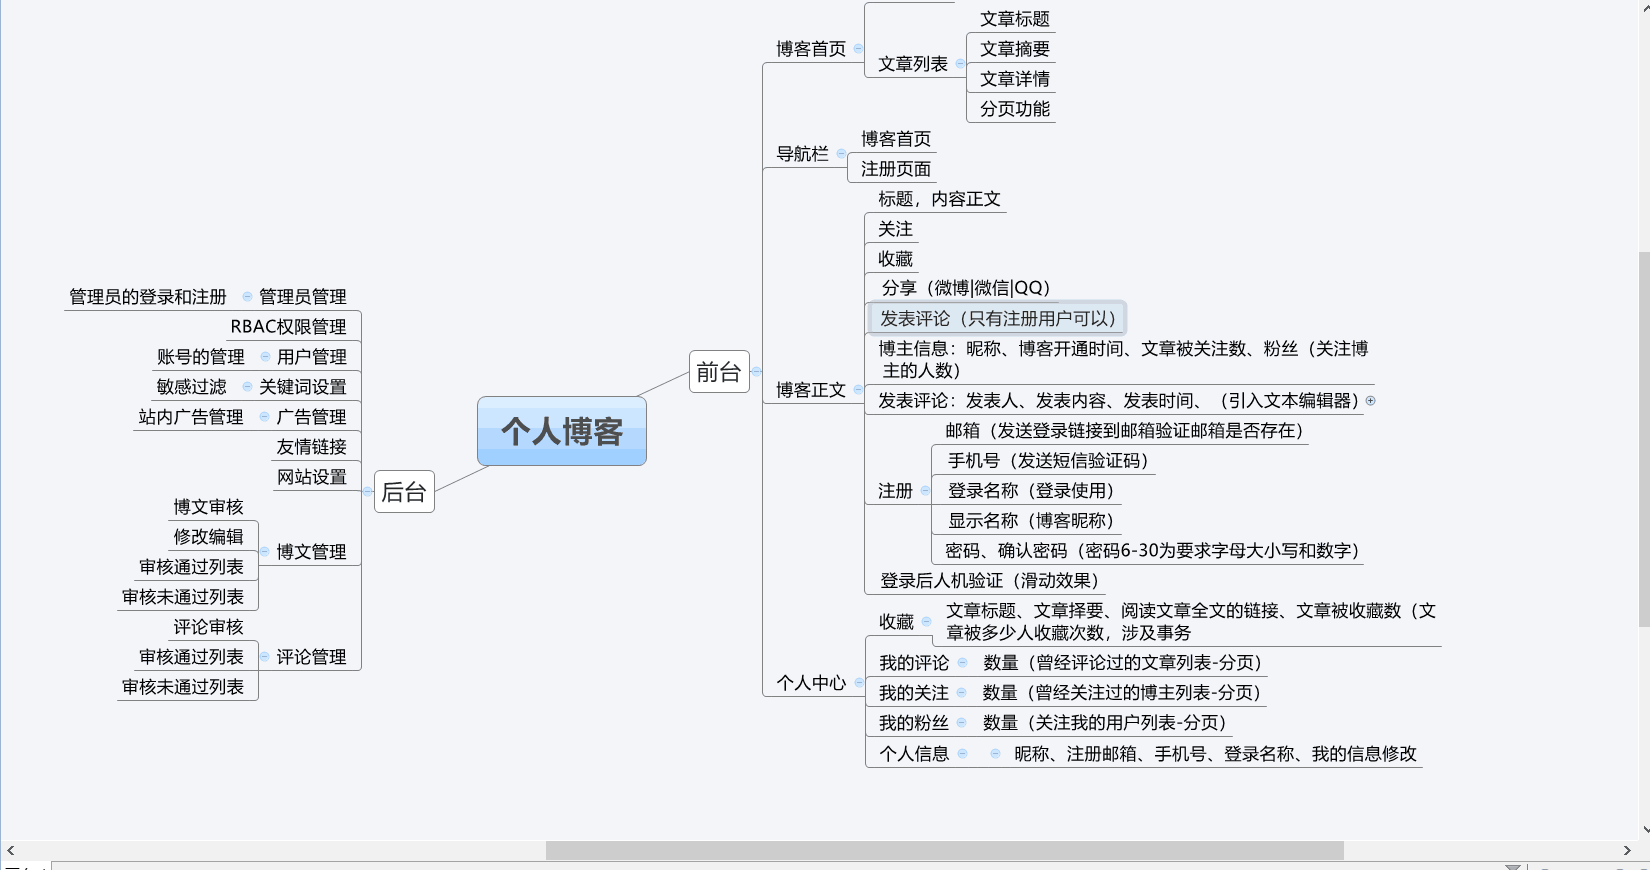 个人博客
前台
博客首页
文章列表
文章标题
文章摘要
文章详情
分页功能
导航栏
博客首页
注册页面
博客正文
标题，内容正文
关注
收藏
分享（微博|微信|QQ）
发表评论（只有注册用户可以）
博主信息：昵称、博客开通时间、文章被关注数、粉丝（关注博
主的人数）
发表评论：发表人、发表内容、发表时间、（引入文本编辑器）
注册
邮箱（发送登录链接到邮箱验证邮箱是否存在）
手机号（发送短信验证码）
登录名称（登录使用）
显示名称（博客昵称）
密码、确认密码（密码6-30为要求字母大小写和数字）
登录后人机验证（滑动效果）
个人中心
收藏
文章标题、文章择要、阅读文章全文的链接、文章被收藏数（文
章被多少人收藏次数，涉及事务
我的评论
数量（曾经评论过的文章列表-分页）
我的关注
数量（曾经关注过的博主列表-分页）
我的粉丝
数量（关注我的用户列表-分页）
个人信息
昵称、注册邮箱、手机号、登录名称、我的信息修改
后台
管理员管理
管理员的登录和注册
RBAC权限管理
用户管理
账号的管理
关键词设置
敏感过滤
广告管理
站内广告管理
友情链接
网站设置
博文管理
博文审核
修改编辑
审核通过列表
审核未通过列表
评论管理
评论审核
审核通过列表
审核未通过列表